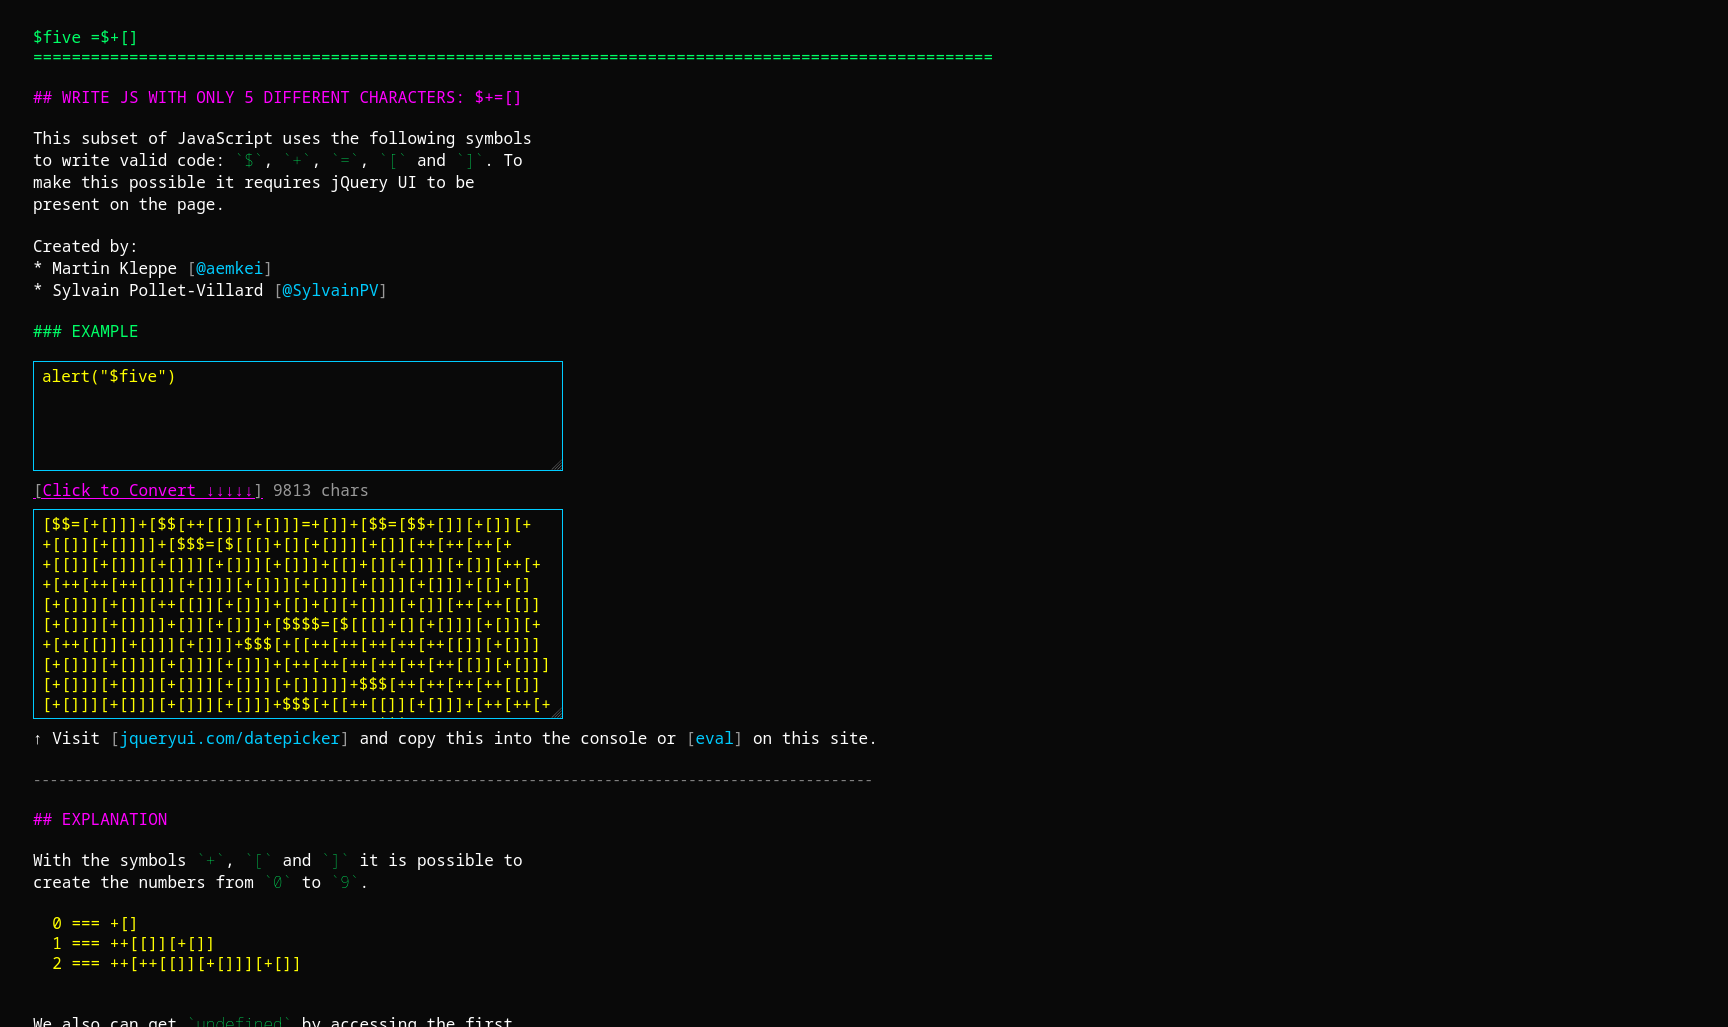 $five =$+[]
====================================================================================================
## WRITE JS WITH ONLY 5 DIFFERENT CHARACTERS: $+=[]
This subset of JavaScript uses the following symbols
to write valid code: `$`, `+`, `=`, `[` and `]`. To
make this possible it requires jQuery UI to be
present on the page.
Created by:
* Martin Kleppe [@aemkei]
* Sylvain Pollet-Villard [@SylvainPV]
### EXAMPLE
alert("$five")
[Click to Convert ↓↓↓↓↓] 9813 chars
[$$=[+[]]]+[$$[++[[]][+[]]]=+[]]+[$$=[$$+[]][+[]][+
+[[]][+[]]]]+[$$$=[$[[[]+[][+[]]][+[]][++[++[++[+
+[[]][+[]]][+[]]][+[]]][+[]]]+[[]+[][+[]]][+[]][++[+
+[++[++[++[[]][+[]]][+[]]][+[]]][+[]]][+[]]]+[[]+[]
[+[]]][+[]][++[[]][+[]]]+[[]+[][+[]]][+[]][++[++[[]]
[+[]]][+[]]]]+[]][+[]]]+[$$$$=[$[[[]+[][+[]]][+[]][+
+[++[[]][+[]]][+[]]]+$$$[+[[++[++[++[++[++[[]][+[]]]
[+[]]][+[]]][+[]]][+[]]]+[++[++[++[++[++[++[[]][+[]]]
[+[]]][+[]]][+[]]][+[]]][+[]]]]]+$$$[++[++[++[++[[]]
[+[]]][+[]]][+[]]][+[]]]+$$$[+[[++[[]][+[]]]+[++[++[+
↑ Visit [jqueryui.com/datepicker] and copy this into the console or [eval] on this site.
----------------------------------------------------------------------------------------------------
## EXPLANATION
With the symbols `+`, `[` and `]` it is possible to
create the numbers from `0` to `9`.
0 === +[]
1 === ++[[]][+[]]
2 === ++[++[[]][+[]]][+[]]
We also can get `undefined` by accessing the first